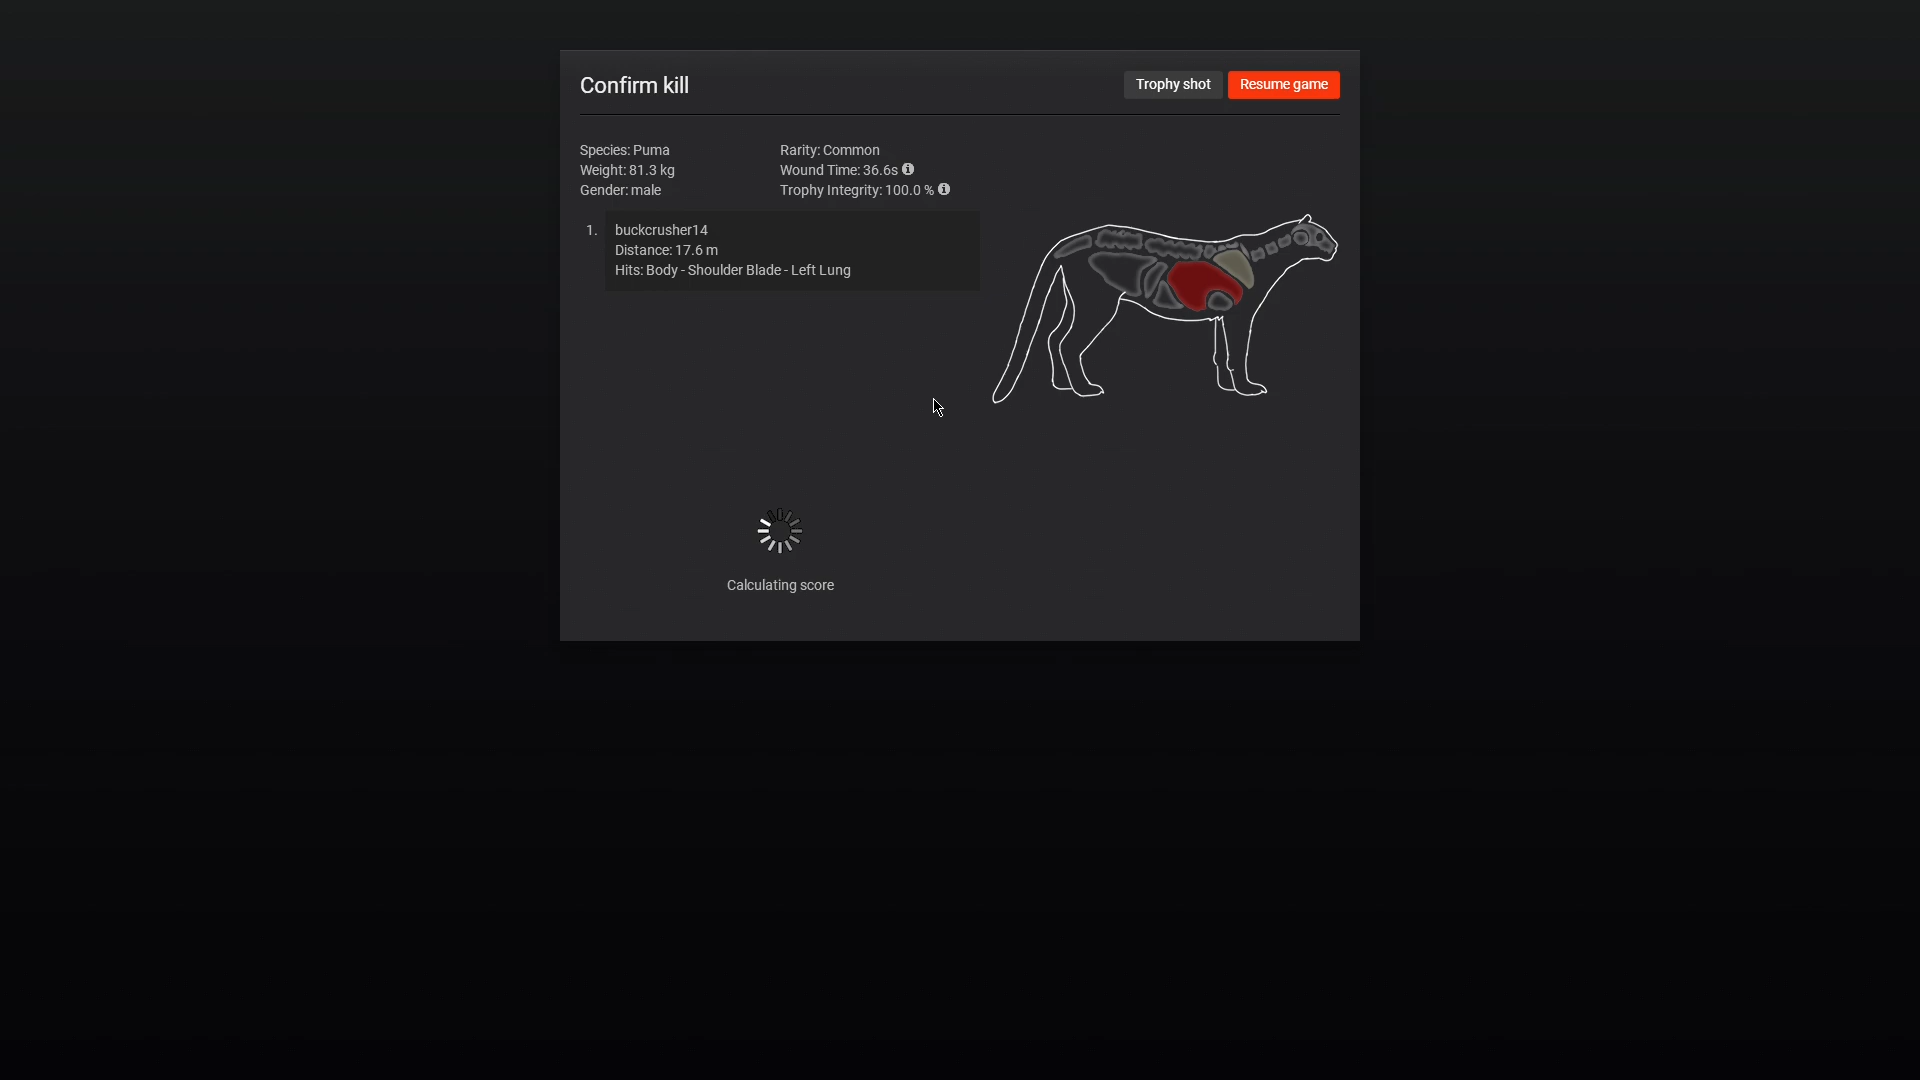 Confirm kill
Trophy shot
Resume game
Species: Puma
Rarity: Common
Weight: 81.3 kg
Wound Time: 36.6s
Gender: male
Trophy Integrity: 100.0 %
1. buckcrusher14
Distance: 17.6 m
Hits: Body - Shoulder Blade - Left Lung
Calculating score